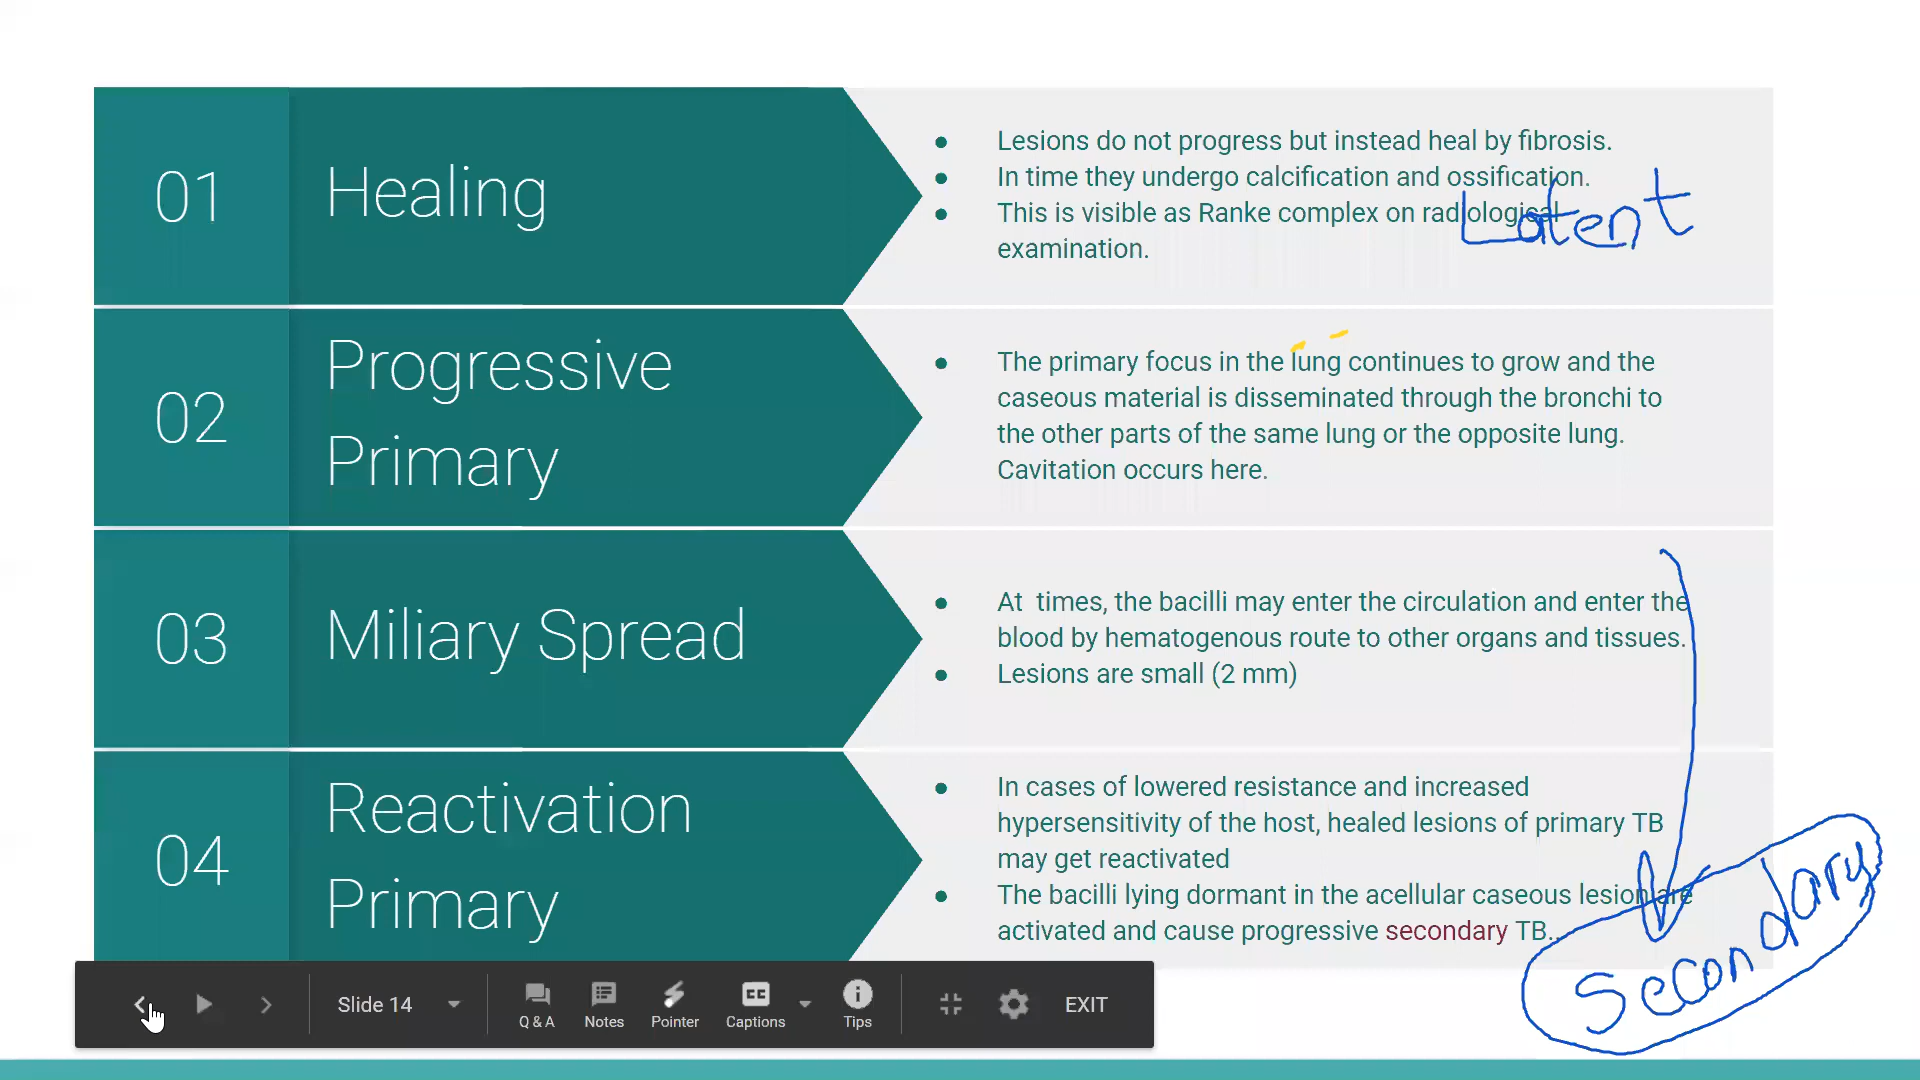 01
Healing
Lesions do not progress but instead heal by fibrosis.
In time they undergo calcification and ossification.
This is visible as Ranke complex on radiological
examination.
Latent
02
Progressive
Primary
The primary focus in the lung continues to grow and the
caseous material is disseminated through the bronchi to
the other parts of the same lung or the opposite lung.
Cavitation occurs here.
03
Miliary Spread
At times, the bacilli may enter the circulation and enter the
blood by hematogenous route to other organs and tissues.
Lesions are small (2 mm)
04
Reactivation
Primary
In cases of lowered resistance and increased
hypersensitivity of the host, healed lesions of primary TB
may get reactivated
The bacilli lying dormant in the acellular caseous lesion are
activated and cause progressive secondary TB..
Secondary
Slide 14
Q & A
Notes
Pointer
CC
Captions
Tips
EXIT